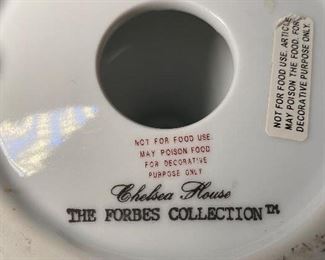 NOT FOR FOOD USE.
MAY POISON FOOD
FOR DECORATIVE
PURPOSE ONLY
Chelsea House
THE FORBES COLLECTION™
NOT FOR FOOD USE. ARTICLE
MAY POISON THE FOOD. FOR
DECORATIVE PURPOSE ONLY.